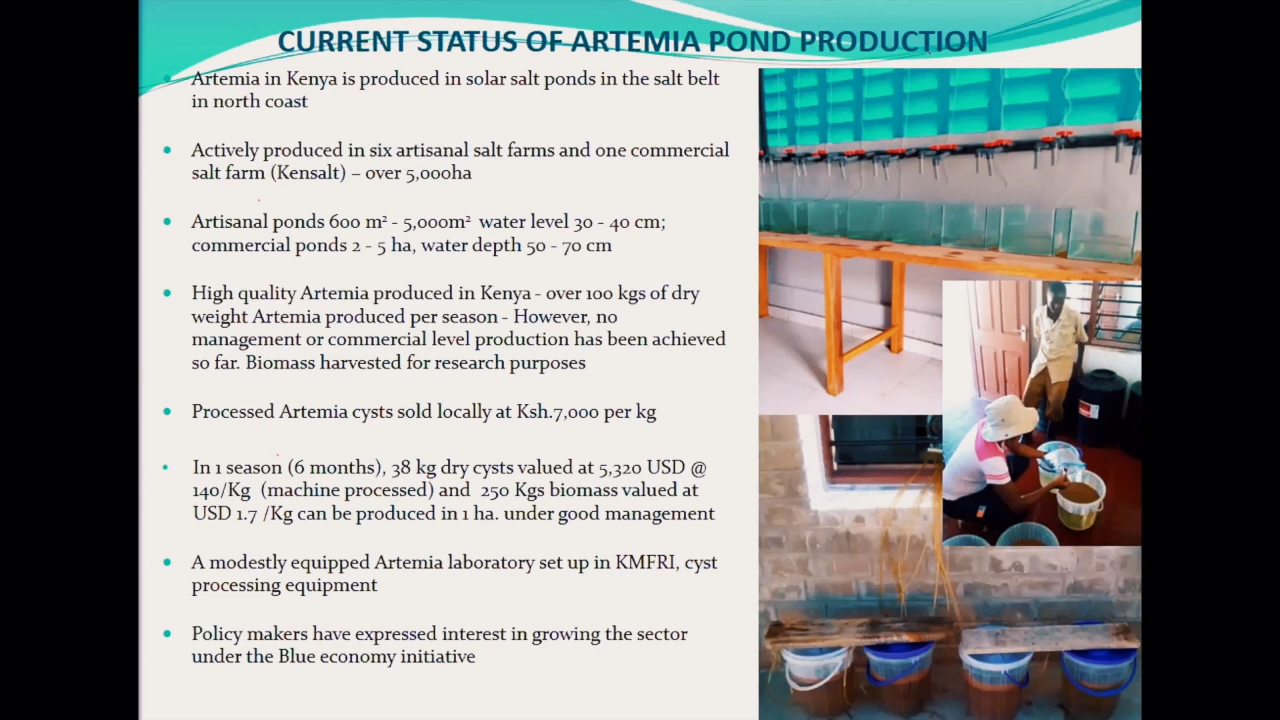 CURRENT STATUS OF ARTEMIA POND PRODUCTION
Artemia in Kenya is produced in solar salt ponds in the salt belt
in north coast
Actively produced in six artisanal salt farms and one commercial
salt farm (Kensalt) – over 5,000ha
Artisanal ponds 600 m² - 5,000m² water level 30 - 40 cm;
commercial ponds 2 - 5 ha, water depth 50 - 70 cm
High quality Artemia produced in Kenya - over 100 kgs of dry
weight Artemia produced per season - However, no
management or commercial level production has been achieved
so far. Biomass harvested for research purposes
Processed Artemia cysts sold locally at Ksh.7,000 per kg
In 1 season (6 months), 38 kg dry cysts valued at 5,320 USD @
140/Kg (machine processed) and 250 Kgs biomass valued at
USD 1.7 /Kg can be produced in 1 ha. under good management
A modestly equipped Artemia laboratory set up in KMFRI, cyst
processing equipment
Policy makers have expressed interest in growing the sector
under the Blue economy initiative